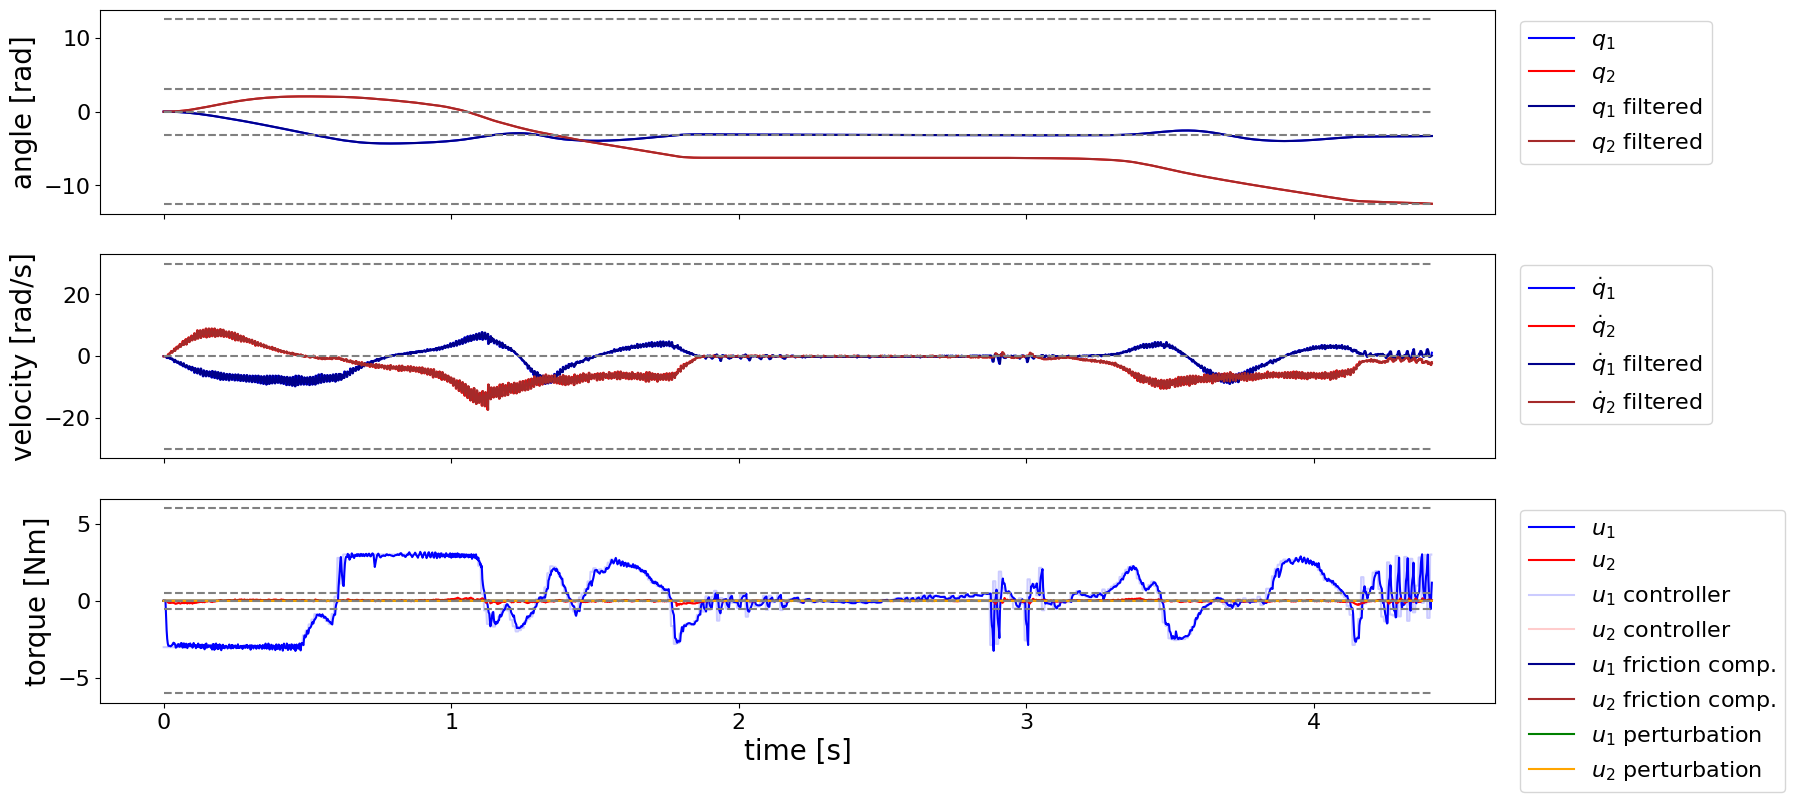 angle [rad]
10
0
−10
q₁
q₂
q₁ filtered
q₂ filtered
velocity [rad/s]
20
0
−20
q̇₁
q̇₂
q̇₁ filtered
q̇₂ filtered
torque [Nm]
5
0
−5
0 1 2 3 4
time [s]
u₁
u₂
u₁ controller
u₂ controller
u₁ friction comp.
u₂ friction comp.
u₁ perturbation
u₂ perturbation